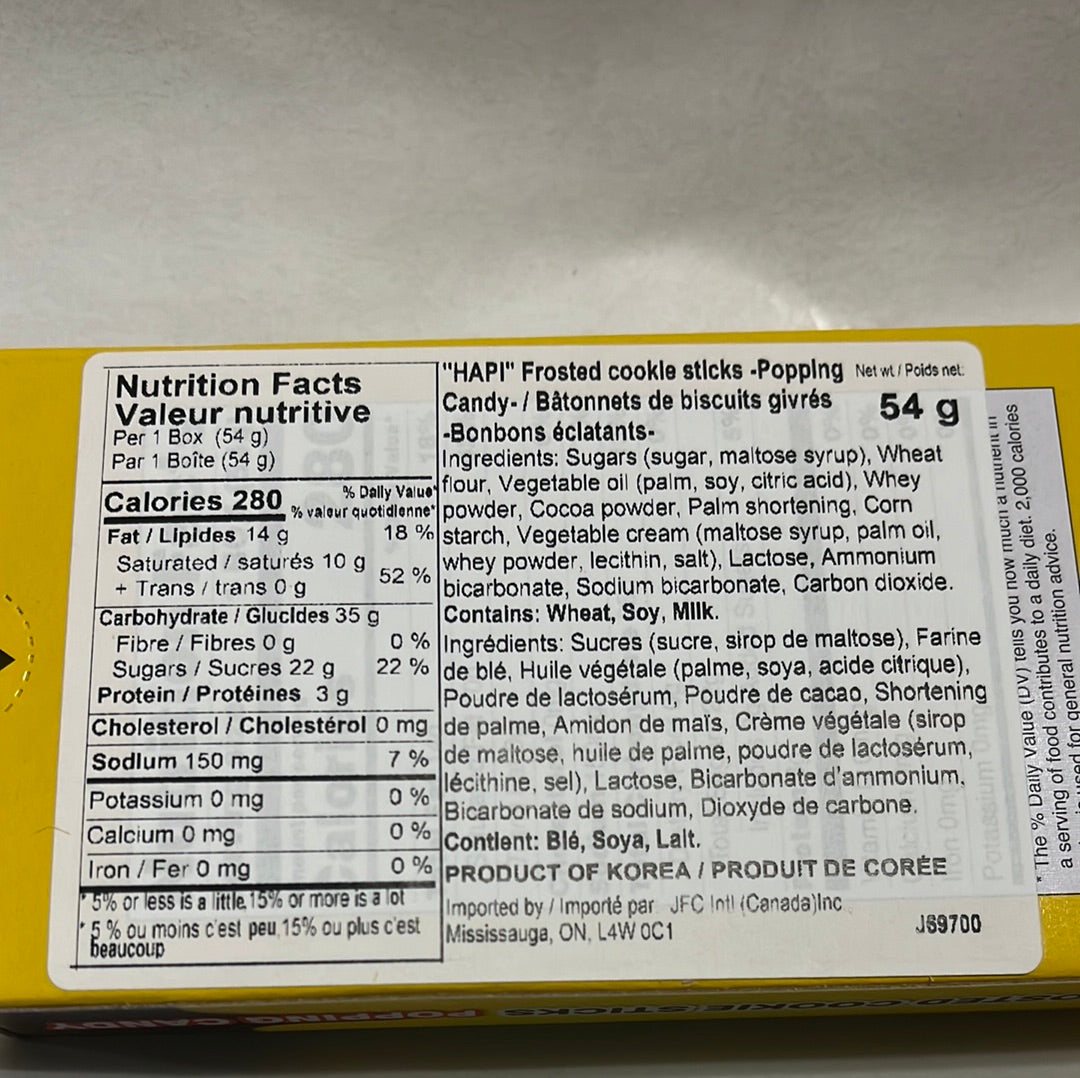 Nutrition Facts
Valeur nutritive
Per 1 Box (54 g)
Par 1 Boîte (54 g)
Calories 280
% Daily Value*
% valeur quotidienne*
Fat / Lipides 14 g 18 %
Saturated / saturés 10 g
+ Trans / trans 0 g
52 %
Carbohydrate / Glucides 35 g
Fibre / Fibres 0 g 0 %
Sugars / Sucres 22 g 22 %
Protein / Protéines 3 g
Cholesterol / Cholestérol 0 mg
Sodium 150 mg 7 %
Potassium 0 mg 0 %
Calcium 0 mg 0 %
Iron / Fer 0 mg 0 %
* 5% or less is a little, 15% or more is a lot
* 5 % ou moins c'est peu, 15% ou plus c'est
beaucoup
"HAPI" Frosted cookie sticks -Popping
Candy- / Bâtonnets de biscuits givrés
-Bonbons éclatants-
Net wt / Poids net:
54 g
Ingredients: Sugars (sugar, maltose syrup), Wheat
flour, Vegetable oil (palm, soy, citric acid), Whey
powder, Cocoa powder, Palm shortening, Corn
starch, Vegetable cream (maltose syrup, palm oil,
whey powder, lecithin, salt), Lactose, Ammonium
bicarbonate, Sodium bicarbonate, Carbon dioxide.
Contains: Wheat, Soy, Milk.
Ingrédients: Sucres (sucre, sirop de maltose), Farine
de blé, Huile végétale (palme, soya, acide citrique),
Poudre de lactosérum, Poudre de cacao, Shortening
de palme, Amidon de maïs, Crème végétale (sirop
de maltose, huile de palme, poudre de lactosérum,
lécithine, sel), Lactose, Bicarbonate d'ammonium,
Bicarbonate de sodium, Dioxyde de carbone.
Contient: Blé, Soya, Lait.
PRODUCT OF KOREA / PRODUIT DE CORÉE
Imported by / Importé par JFC Intl (Canada)Inc
Mississauga, ON, L4W 0C1
J69700
* The % Daily Value (DV) tells you how much a nutrient in
a serving of food contributes to a daily diet. 2,000 calories
used for general nutrition advice.
COOKIE STICKS
POPPING CANDY